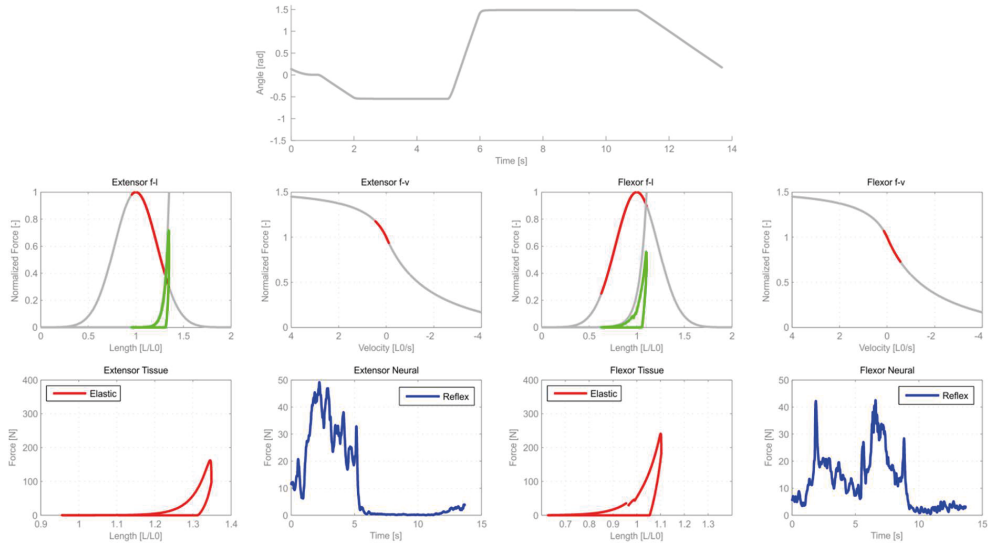 1.5
1
0.5
0
-0.5
-1
-1.5
Angle [rad]
0 2 4 6 8 10 12 14
Time [s]
Extensor f-l
Normalized Force [-]
1
0.8
0.6
0.4
0.2
0
0 0.5 1 1.5 2
Length [L/L0]
Extensor f-v
Normalized Force [-]
1.5
1
0.5
0
4 2 0 -2 -4
Velocity [L0/s]
Flexor f-l
Normalized Force [-]
1
0.8
0.6
0.4
0.2
0
0 0.5 1 1.5 2
Length [L/L0]
Flexor f-v
Normalized Force [-]
1.5
1
0.5
0
4 2 0 -2 -4
Velocity [L0/s]
Extensor Tissue
Elastic
Force [N]
400
300
200
100
0
0.9 1 1.1 1.2 1.3 1.4
Length [L/L0]
Extensor Neural
Reflex
Force [N]
50
40
30
20
10
0
0 5 10 15
Time [s]
Flexor Tissue
Elastic
Force [N]
400
300
200
100
0
0.7 0.8 0.9 1 1.1 1.2 1.3
Length [L/L0]
Flexor Neural
Reflex
Force [N]
50
40
30
20
10
0
0 5 10 15
Time [s]